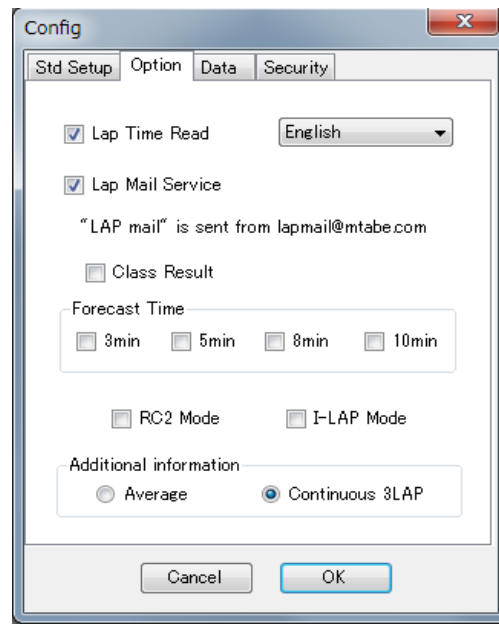 Config
Std Setup Option Data Security
Lap Time Read English
Lap Mail Service
"LAP mail" is sent from lapmail@mtabe.com
Class Result
Forecast Time
3min 5min 8min 10min
RC2 Mode I-LAP Mode
Additional information
Average Continuous 3LAP
Cancel OK